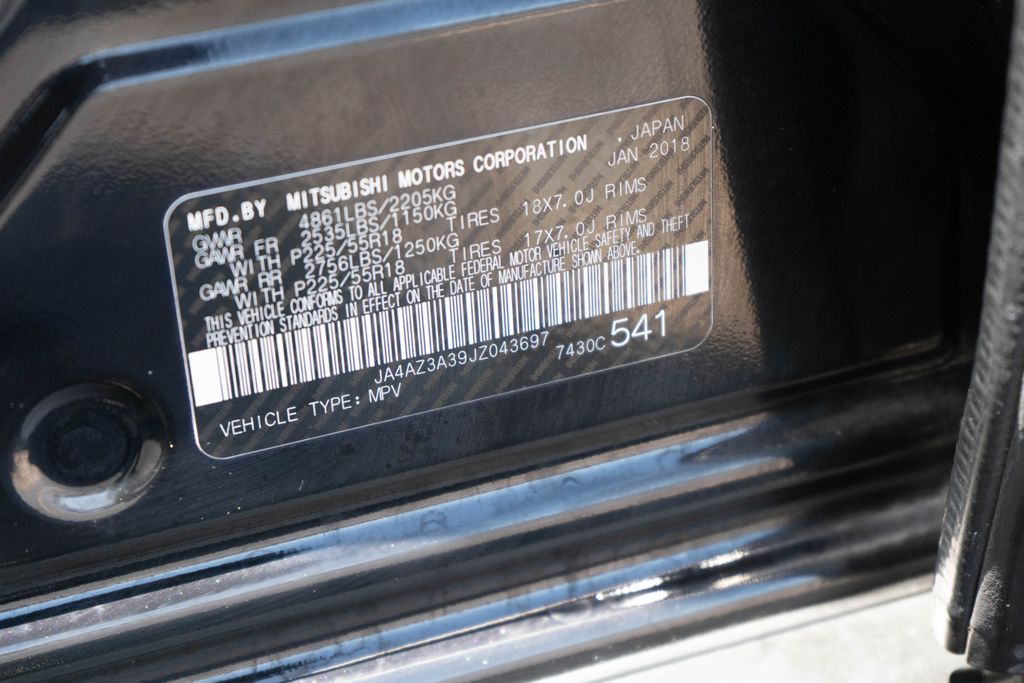 MFD.BY MITSUBISHI MOTORS CORPORATION . JAPAN
GVWR 4861LBS/2205KG JAN 2018
GAWR FR 2535LBS/1150KG
WITH P225/55R18 TIRES 18X7.0J RIMS
GAWR RR 2756LBS/1250KG
WITH P225/55R18 TIRES 17X7.0J RIMS
THIS VEHICLE CONFORMS TO ALL APPLICABLE FEDERAL MOTOR VEHICLE SAFETY AND THEFT
PREVENTION STANDARDS IN EFFECT ON THE DATE OF MANUFACTURE SHOWN ABOVE.
JA4AZ3A39JZ043697 7430C 541
VEHICLE TYPE: MPV